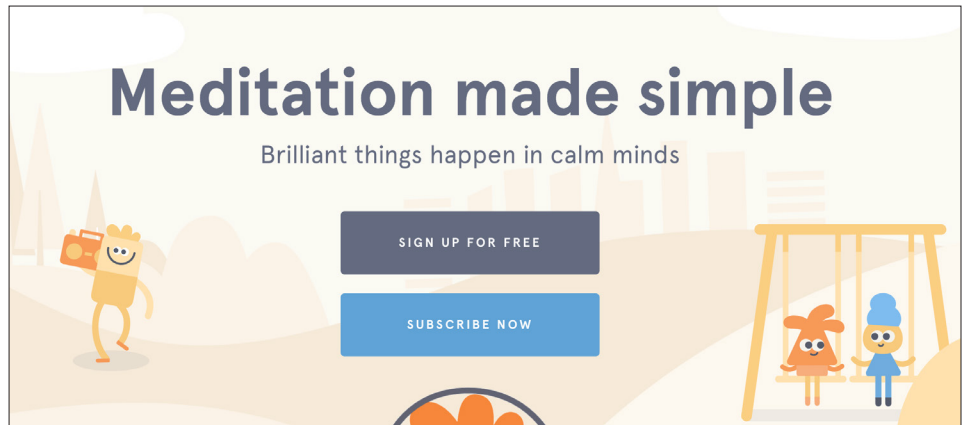 Meditation made simple
Brilliant things happen in calm minds
SIGN UP FOR FREE
SUBSCRIBE NOW